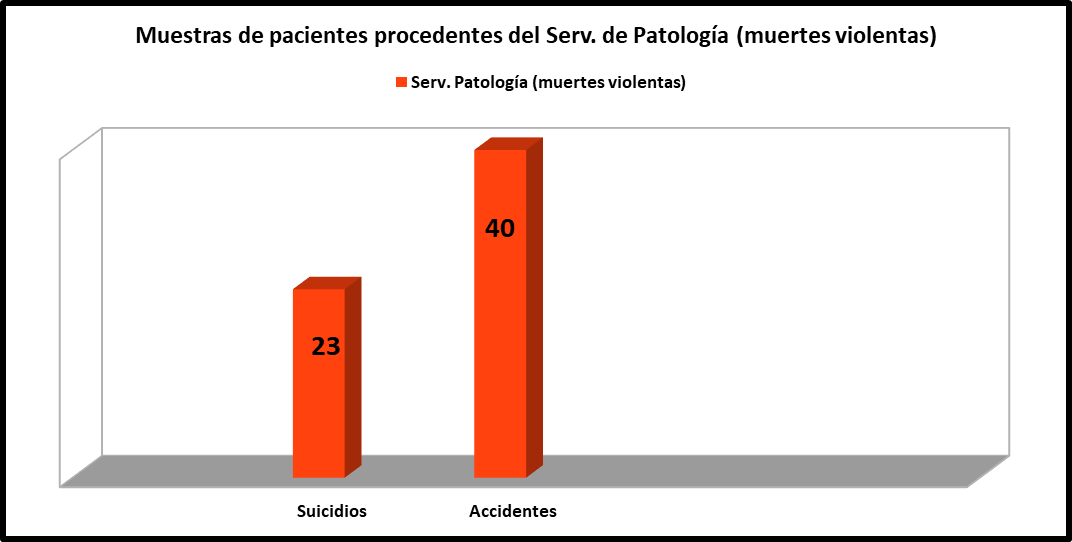 Muestras de pacientes procedentes del Serv. de Patología (muertes violentas)
Serv. Patología (muertes violentas)
40
23
Suicidios Accidentes